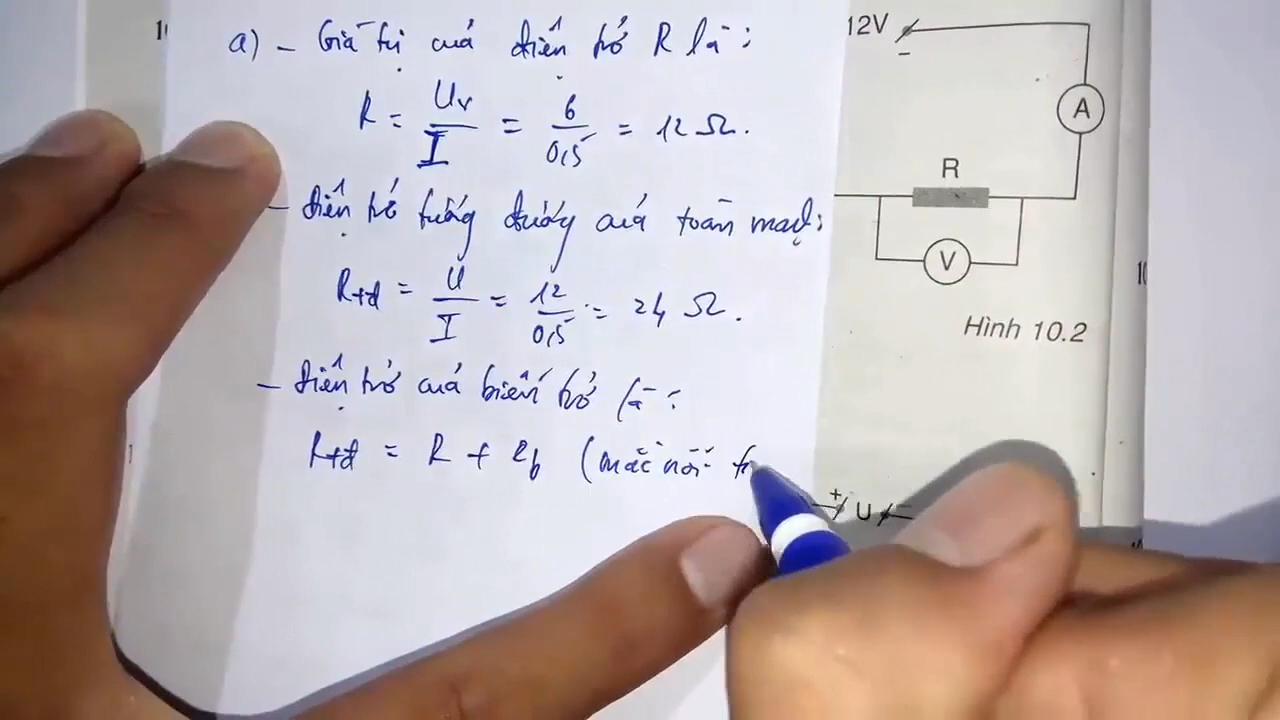 a) - Giá trị của điện trở R là:
R = Uv/I = 6/0,5 = 12 Ω.
- Điện trở tương đương của toàn mạch:
Rtđ = U/I = 12/0,5 = 24 Ω.
- Điện trở của biến trở là:
Rtđ = R + Rb (mắc nối t
12V
-
A
R
V
Hình 10.2
+ U -